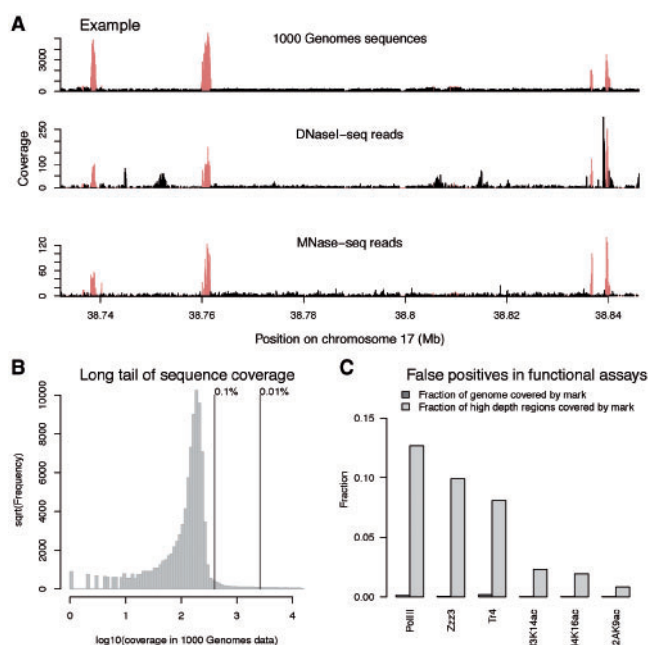 A
Example
1000 Genomes sequences
0
3000
DNaseI-seq reads
Coverage
0
50
150
250
MNase-seq reads
0
60
120
38.74
38.76
38.78
38.8
38.82
38.84
Position on chromosome 17 (Mb)
B
Long tail of sequence coverage
0.1%
0.01%
sqrt(Frequency)
0
2000
4000
6000
8000
10000
0
1
2
3
4
log10(coverage in 1000 Genomes data)
C
False positives in functional assays
Fraction of genome covered by mark
Fraction of high depth regions covered by mark
Fraction
0.00
0.05
0.10
0.15
PolIII
Zzz3
Tr4
3K14ac
4K16ac
2AK9ac